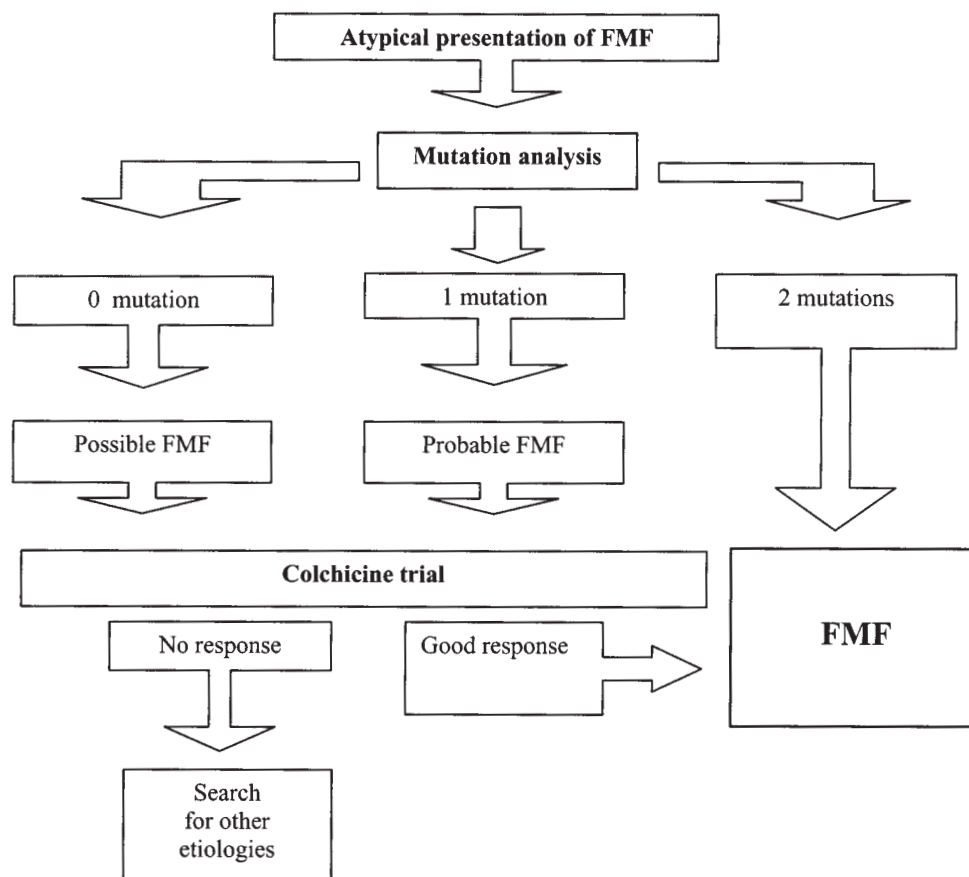 Atypical presentation of FMF
Mutation analysis
0 mutation
1 mutation
2 mutations
Possible FMF
Probable FMF
Colchicine trial
FMF
No response
Good response
Search
for other
etiologies